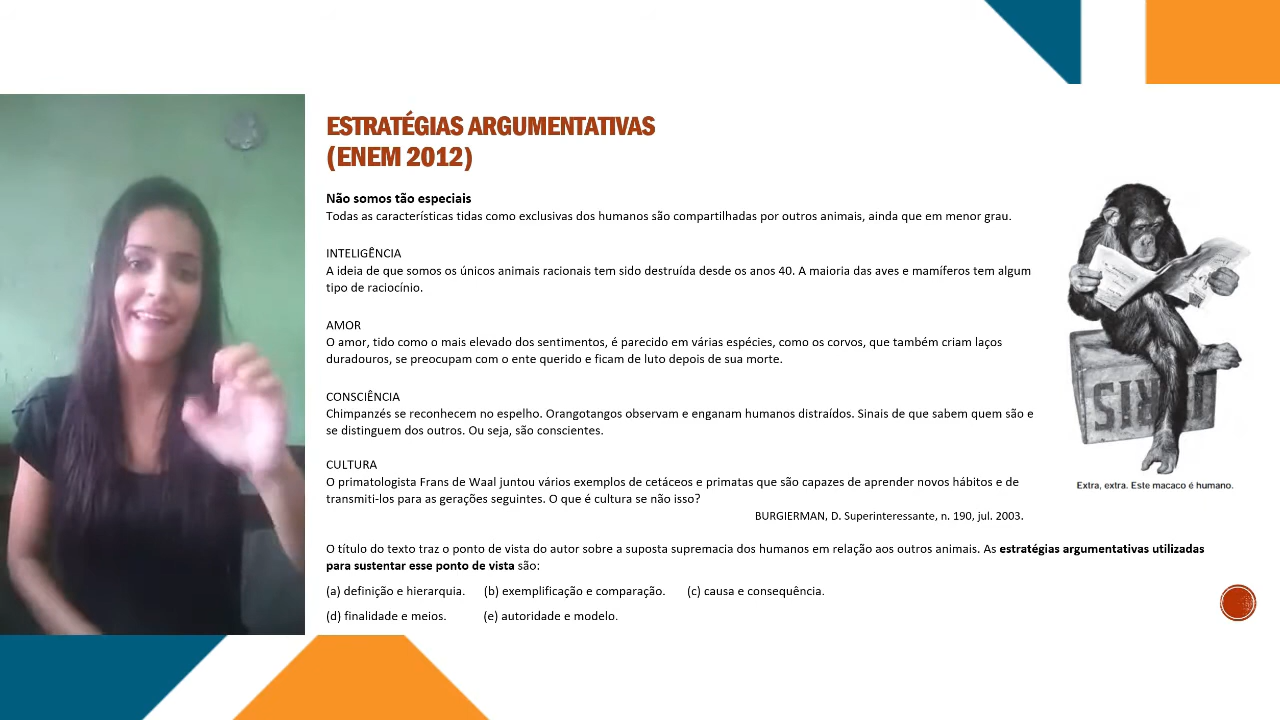 ESTRATÉGIAS ARGUMENTATIVAS
(ENEM 2012)
Não somos tão especiais
Todas as características tidas como exclusivas dos humanos são compartilhadas por outros animais, ainda que em menor grau.
INTELIGÊNCIA
A ideia de que somos os únicos animais racionais tem sido destruída desde os anos 40. A maioria das aves e mamíferos tem algum
tipo de raciocínio.
AMOR
O amor, tido como o mais elevado dos sentimentos, é parecido em várias espécies, como os corvos, que também criam laços
duradouros, se preocupam com o ente querido e ficam de luto depois de sua morte.
CONSCIÊNCIA
Chimpanzés se reconhecem no espelho. Orangotangos observam e enganam humanos distraídos. Sinais de que sabem quem são e
se distinguem dos outros. Ou seja, são conscientes.
CULTURA
O primatologista Frans de Waal juntou vários exemplos de cetáceos e primatas que são capazes de aprender novos hábitos e de
transmiti-los para as gerações seguintes. O que é cultura se não isso?
BURGIERMAN, D. Superinteressante, n. 190, jul. 2003.
Extra, extra. Este macaco é humano.
O título do texto traz o ponto de vista do autor sobre a suposta supremacia dos humanos em relação aos outros animais. As estratégias argumentativas utilizadas
para sustentar esse ponto de vista são:
(a) definição e hierarquia. (b) exemplificação e comparação. (c) causa e consequência.
(d) finalidade e meios. (e) autoridade e modelo.